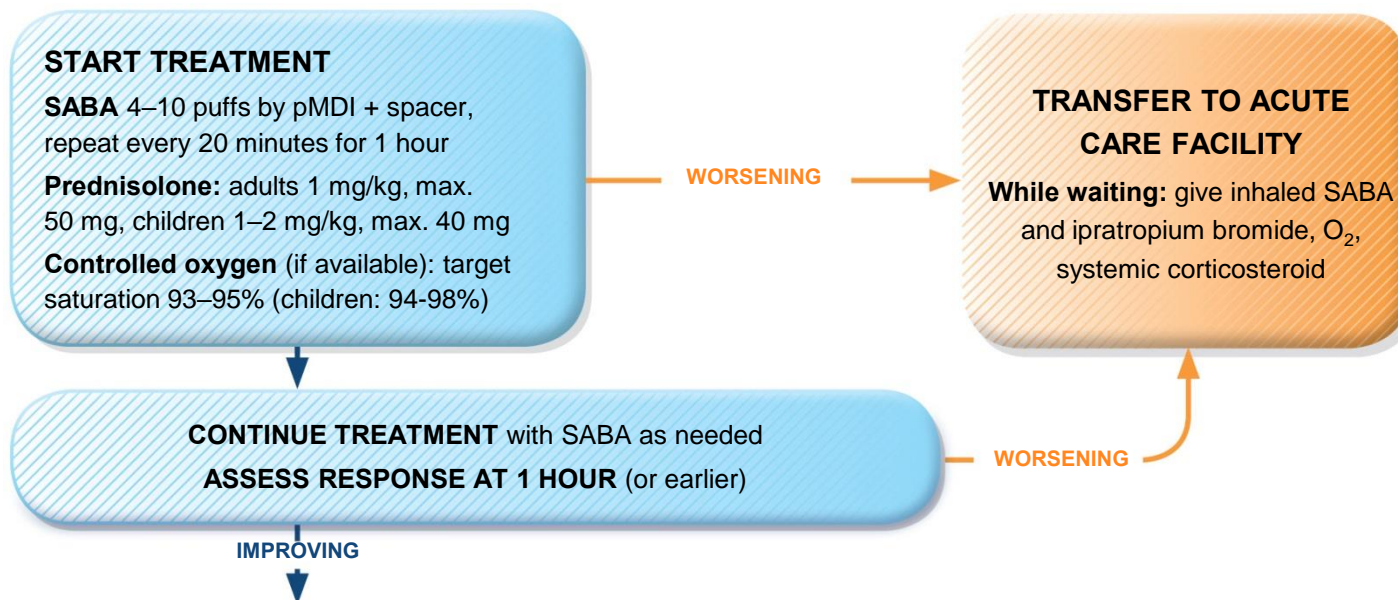 START TREATMENT
SABA 4–10 puffs by pMDI + spacer,
repeat every 20 minutes for 1 hour
Prednisolone: adults 1 mg/kg, max.
50 mg, children 1–2 mg/kg, max. 40 mg
Controlled oxygen (if available): target
saturation 93–95% (children: 94-98%)
WORSENING
TRANSFER TO ACUTE
CARE FACILITY
While waiting: give inhaled SABA
and ipratropium bromide, O₂,
systemic corticosteroid
CONTINUE TREATMENT with SABA as needed
ASSESS RESPONSE AT 1 HOUR (or earlier)
WORSENING
IMPROVING